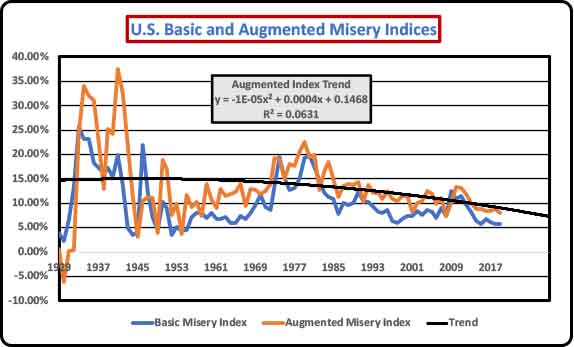 U.S. Basic and Augmented Misery Indices
40.00%
35.00%
30.00%
25.00%
20.00%
15.00%
10.00%
5.00%
0.00%
-5.00%
-10.00%
Augmented Index Trend
y = -1E-05x² + 0.0004x + 0.1468
R² = 0.0631
1929 1937 1945 1953 1961 1969 1977 1985 1993 2001 2009 2017
Basic Misery Index Augmented Misery Index Trend